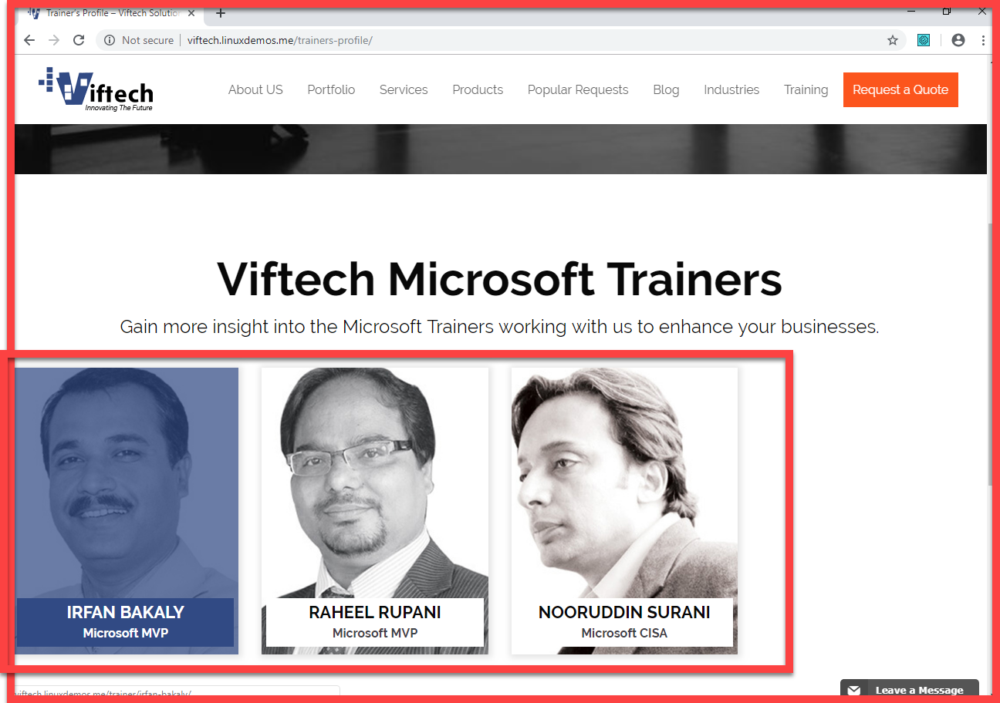 Trainer's Profile – Viftech Solution
Not secure | viftech.linuxdemos.me/trainers-profile/
Viftech
Innovating The Future
About US Portfolio Services Products Popular Requests Blog Industries Training Request a Quote
Viftech Microsoft Trainers
Gain more insight into the Microsoft Trainers working with us to enhance your businesses.
IRFAN BAKALY
Microsoft MVP
RAHEEL RUPANI
Microsoft MVP
NOORUDDIN SURANI
Microsoft CISA
viftech.linuxdemos.me/trainer/irfan-bakaly/
Leave a Message